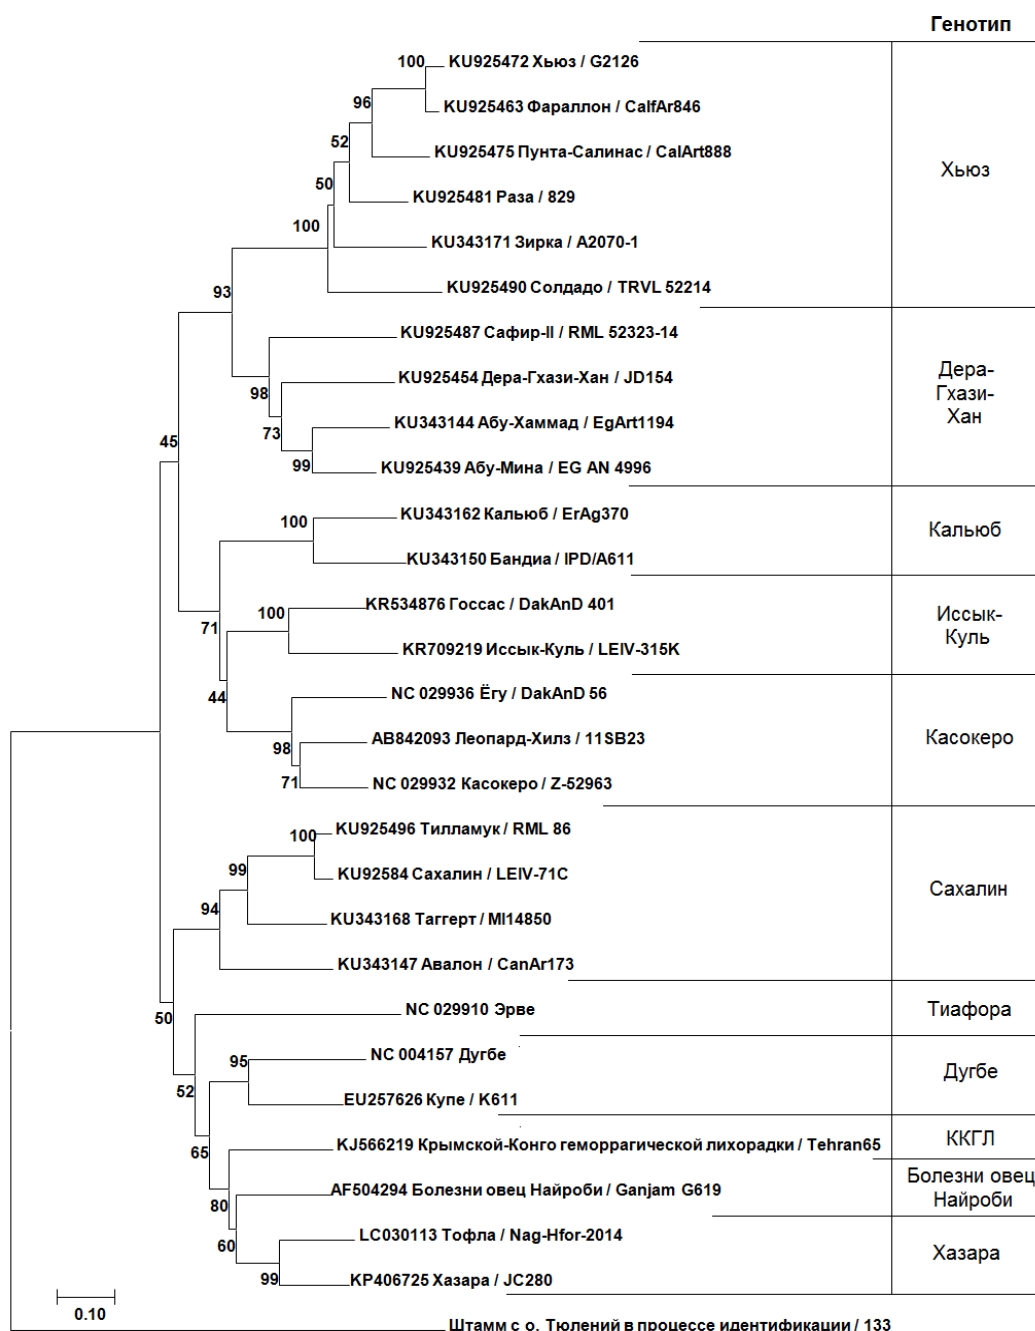 Генотип
100 KU925472 Хьюз / G2126
KU925463 Фараллон / CalfAr846
96
52
KU925475 Пунта-Салинас / CalArt888
Хьюз
50
KU925481 Раза / 829
100
KU343171 Зирка / A2070-1
KU925490 Солдадо / TRVL 52214
93
KU925487 Сафир-II / RML 52323-14
Дера-
Гхази-
Хан
KU925454 Дера-Гхази-Хан / JD154
98
KU343144 Абу-Хаммад / EgArt1194
73
45
99
KU925439 Абу-Мина / EG AN 4996
KU343162 Кальюб / ErAg370
100
Кальюб
KU343150 Бандиа / IPD/A611
KR534876 Госсас / DakAnD 401
100
Иссык-
Куль
71
KR709219 Иссык-Куль / LEIV-315K
44
NC 029936 Ёгу / DakAnD 56
98
AB842093 Леопард-Хилз / 11SB23
Касокеро
71
NC 029932 Касокеро / Z-52963
KU925496 Тилламук / RML 86
100
99
KU92584 Сахалин / LEIV-71C
Сахалин
94
KU343168 Таггерт / MI14850
KU343147 Авалон / CanAr173
50
NC 029910 Эрве
Тиафора
95
NC 004157 Дугбе
Дугбе
52
EU257626 Купе / K611
65
KJ566219 Крымской-Конго геморрагической лихорадки / Tehran65
ККГЛ
80
AF504294 Болезни овец Найроби / Ganjam G619
Болезни овец
Найроби
60
LC030113 Тофла / Nag-Hfor-2014
Хазара
99
KP406725 Хазара / JC280
0.10
Штамм с о. Тюлений в процессе идентификации / 133